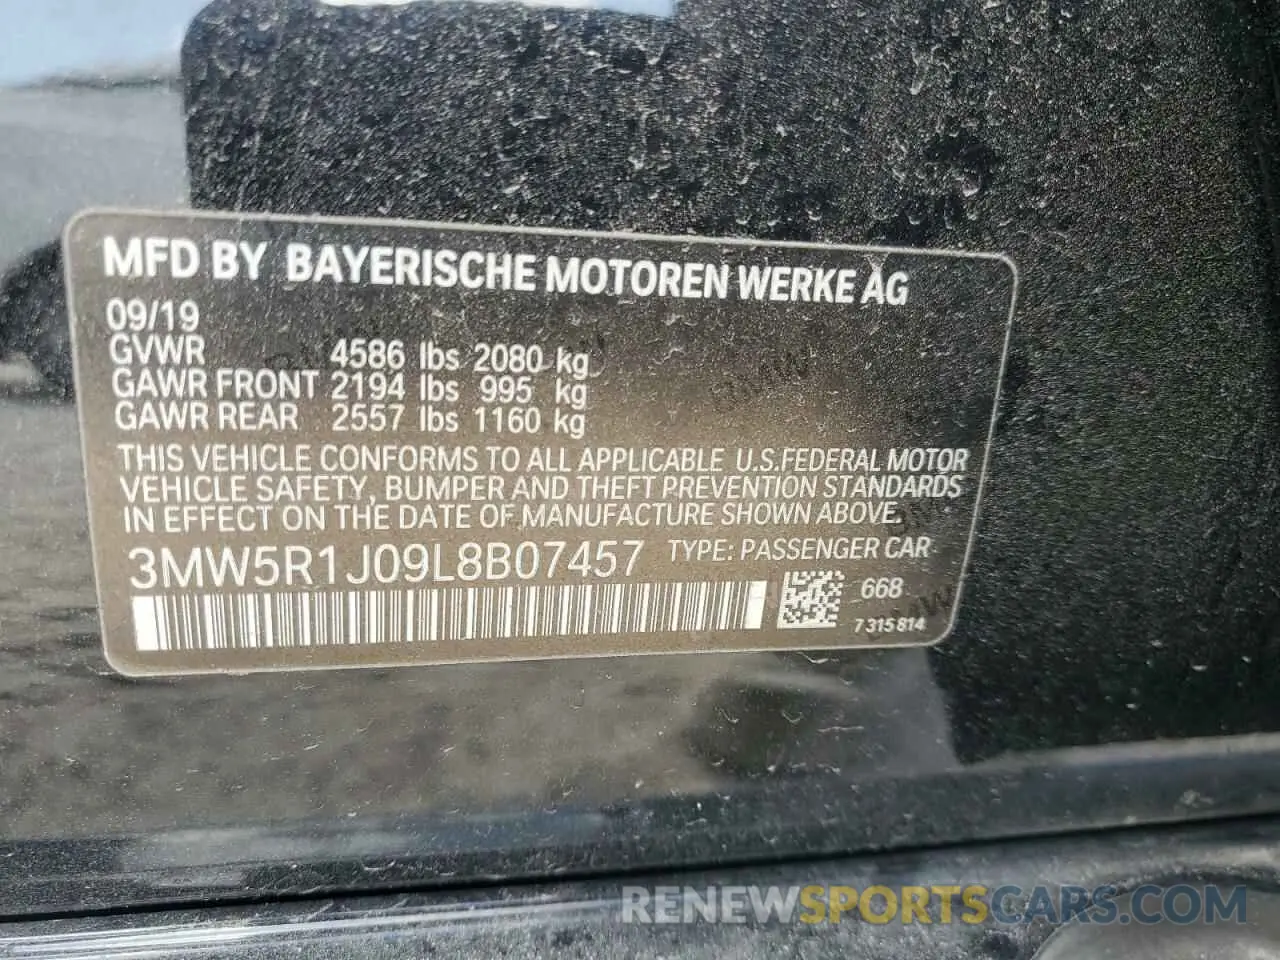 MFD BY BAYERISCHE MOTOREN WERKE AG
09/19
GVWR 4586 lbs 2080 kg
GAWR FRONT 2194 lbs 995 kg
GAWR REAR 2557 lbs 1160 kg
THIS VEHICLE CONFORMS TO ALL APPLICABLE U.S.FEDERAL MOTOR
VEHICLE SAFETY, BUMPER AND THEFT PREVENTION STANDARDS
IN EFFECT ON THE DATE OF MANUFACTURE SHOWN ABOVE.
3MW5R1J09L8B07457 TYPE: PASSENGER CAR
668
7 315 814
RENEWSPORTSCARS.COM